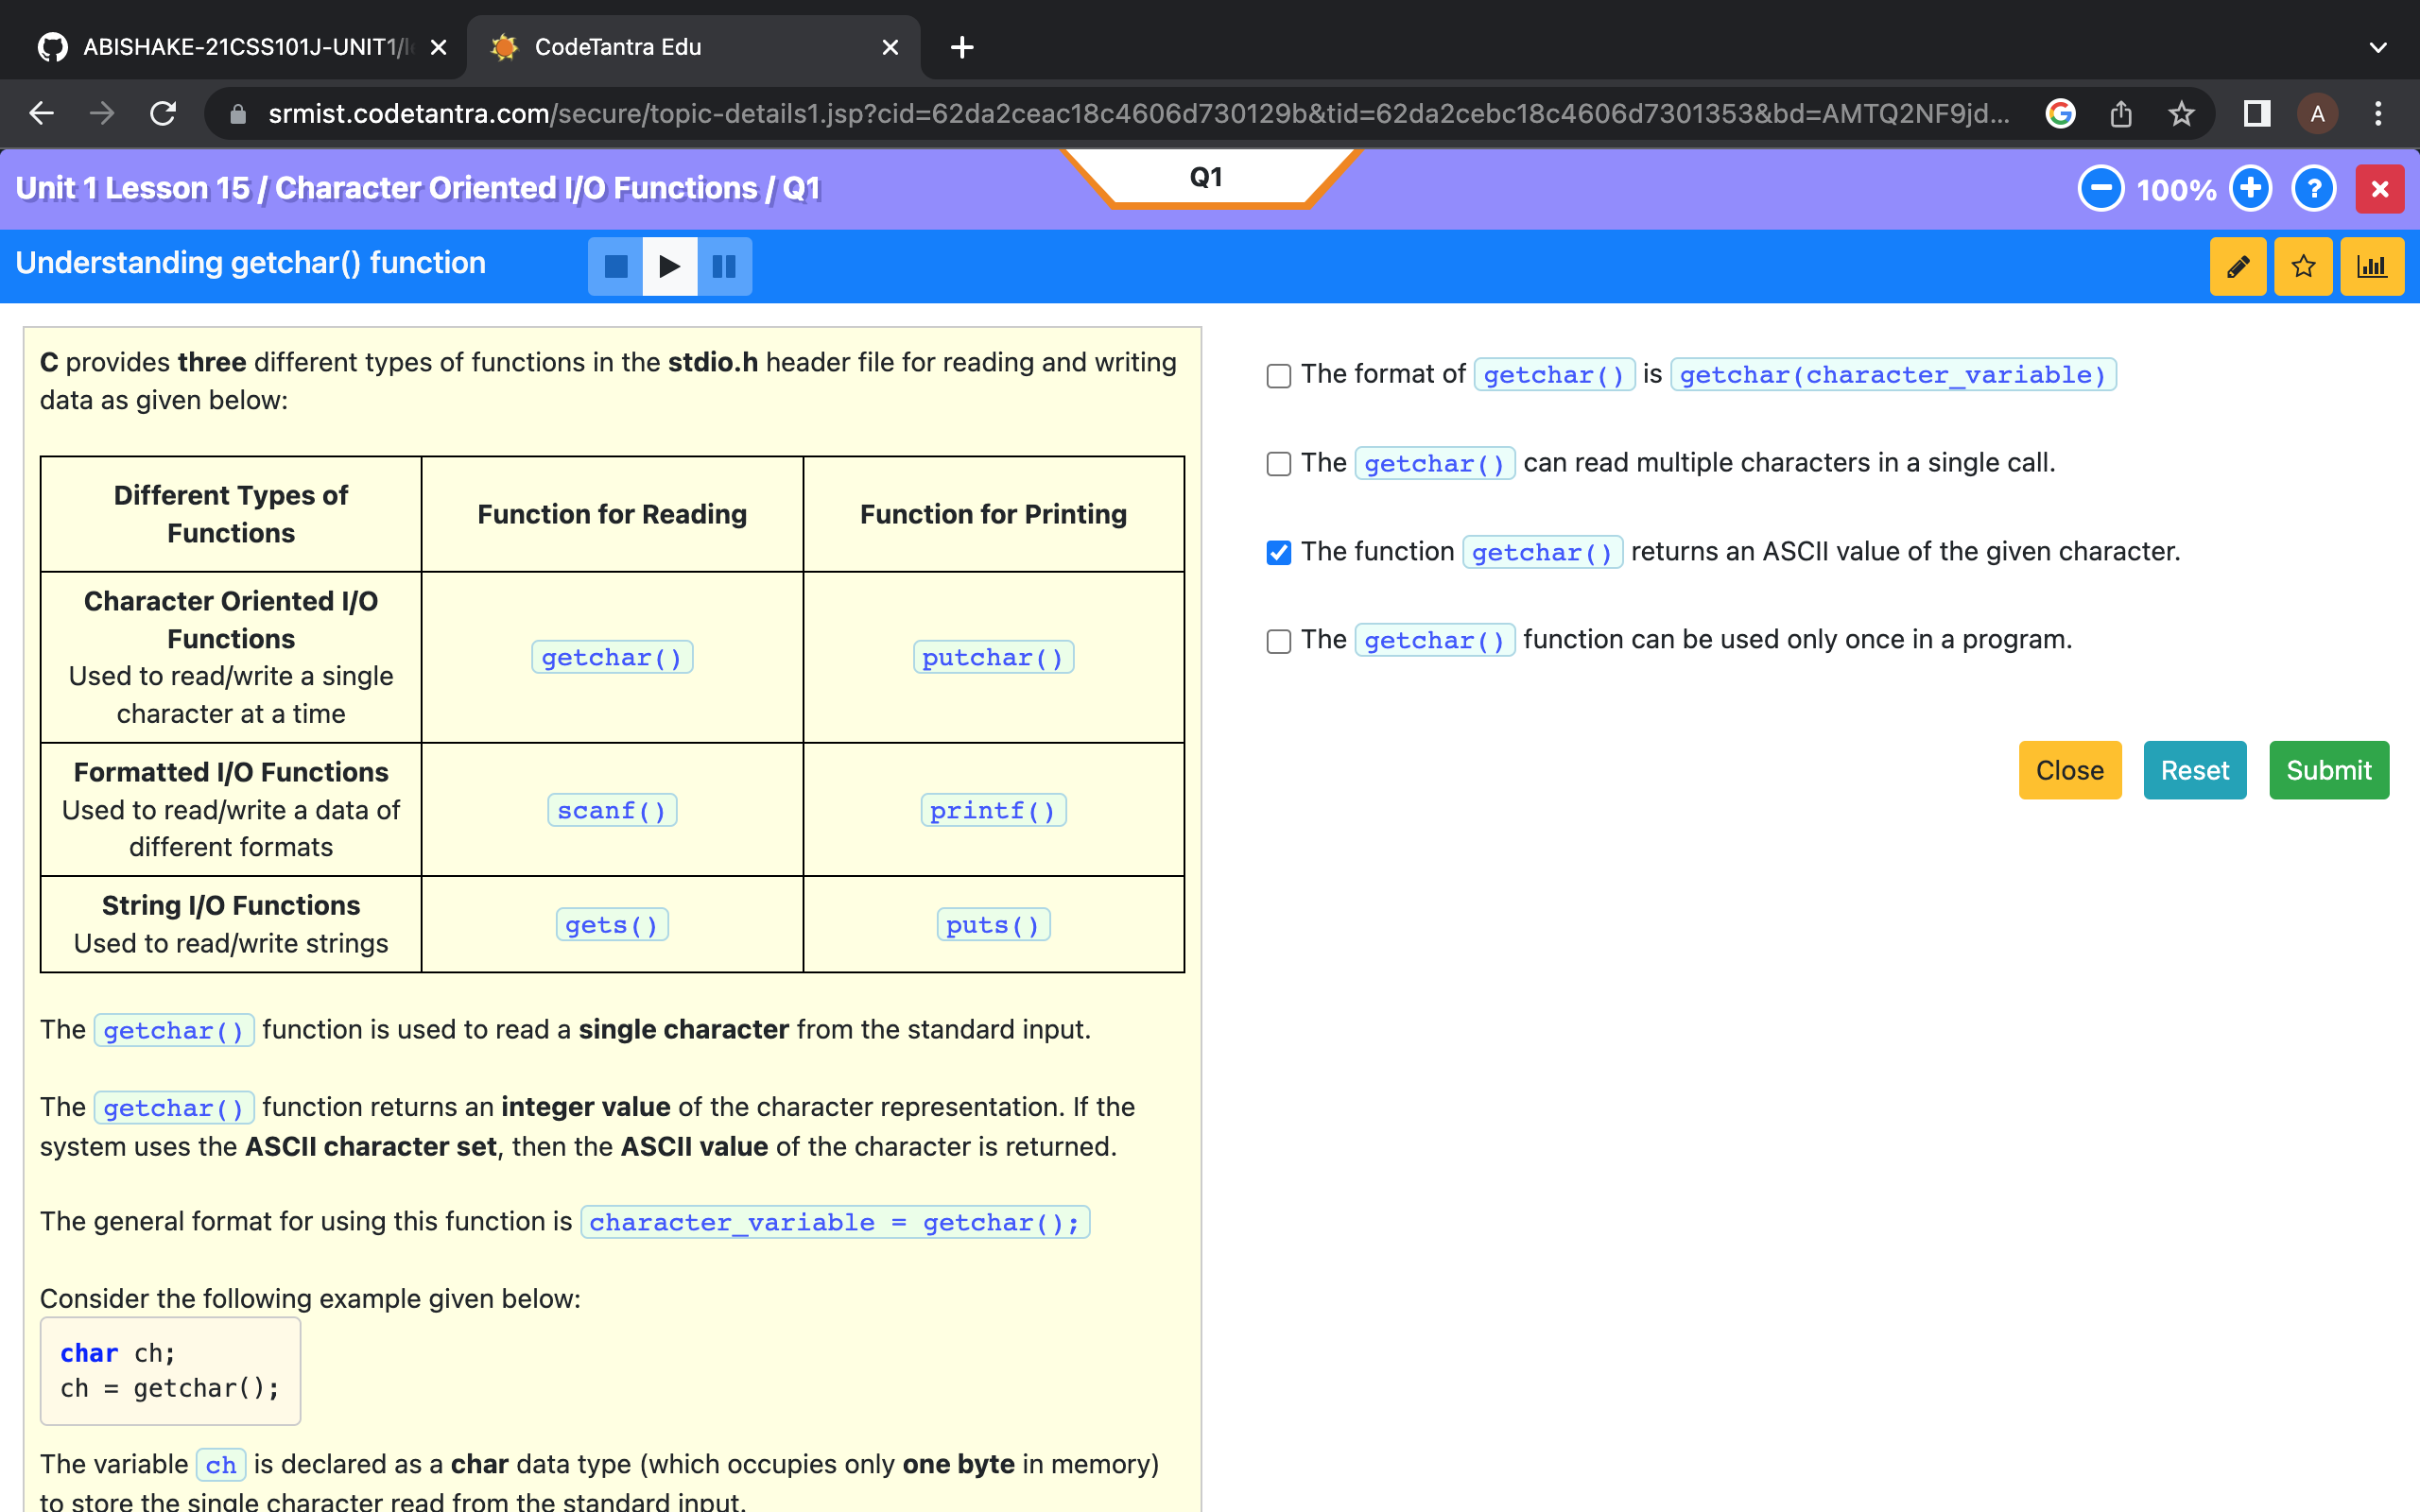 ABISHAKE-21CSS101J-UNIT1/
CodeTantra Edu
srmist.codetantra.com/secure/topic-details1.jsp?cid=62da2ceac18c4606d730129b&tid=62da2cebc18c4606d7301353&bd=AMTQ2NF9jd...
A
Unit 1 Lesson 15 / Character Oriented I/O Functions / Q1
Q1
100%
Understanding getchar() function
C provides three different types of functions in the stdio.h header file for reading and writing
data as given below:
Different Types of
Functions
Function for Reading
Function for Printing
Character Oriented I/O
Functions
Used to read/write a single
character at a time
getchar()
putchar()
Formatted I/O Functions
Used to read/write a data of
different formats
scanf()
printf()
String I/O Functions
Used to read/write strings
gets()
puts()
The getchar() function is used to read a single character from the standard input.
The getchar() function returns an integer value of the character representation. If the
system uses the ASCII character set, then the ASCII value of the character is returned.
The general format for using this function is character_variable = getchar();
Consider the following example given below:
char ch;
ch = getchar();
The variable ch is declared as a char data type (which occupies only one byte in memory)
to store the single character read from the standard input.
The format of getchar() is getchar(character_variable)
The getchar() can read multiple characters in a single call.
The function getchar() returns an ASCII value of the given character.
The getchar() function can be used only once in a program.
Close
Reset
Submit